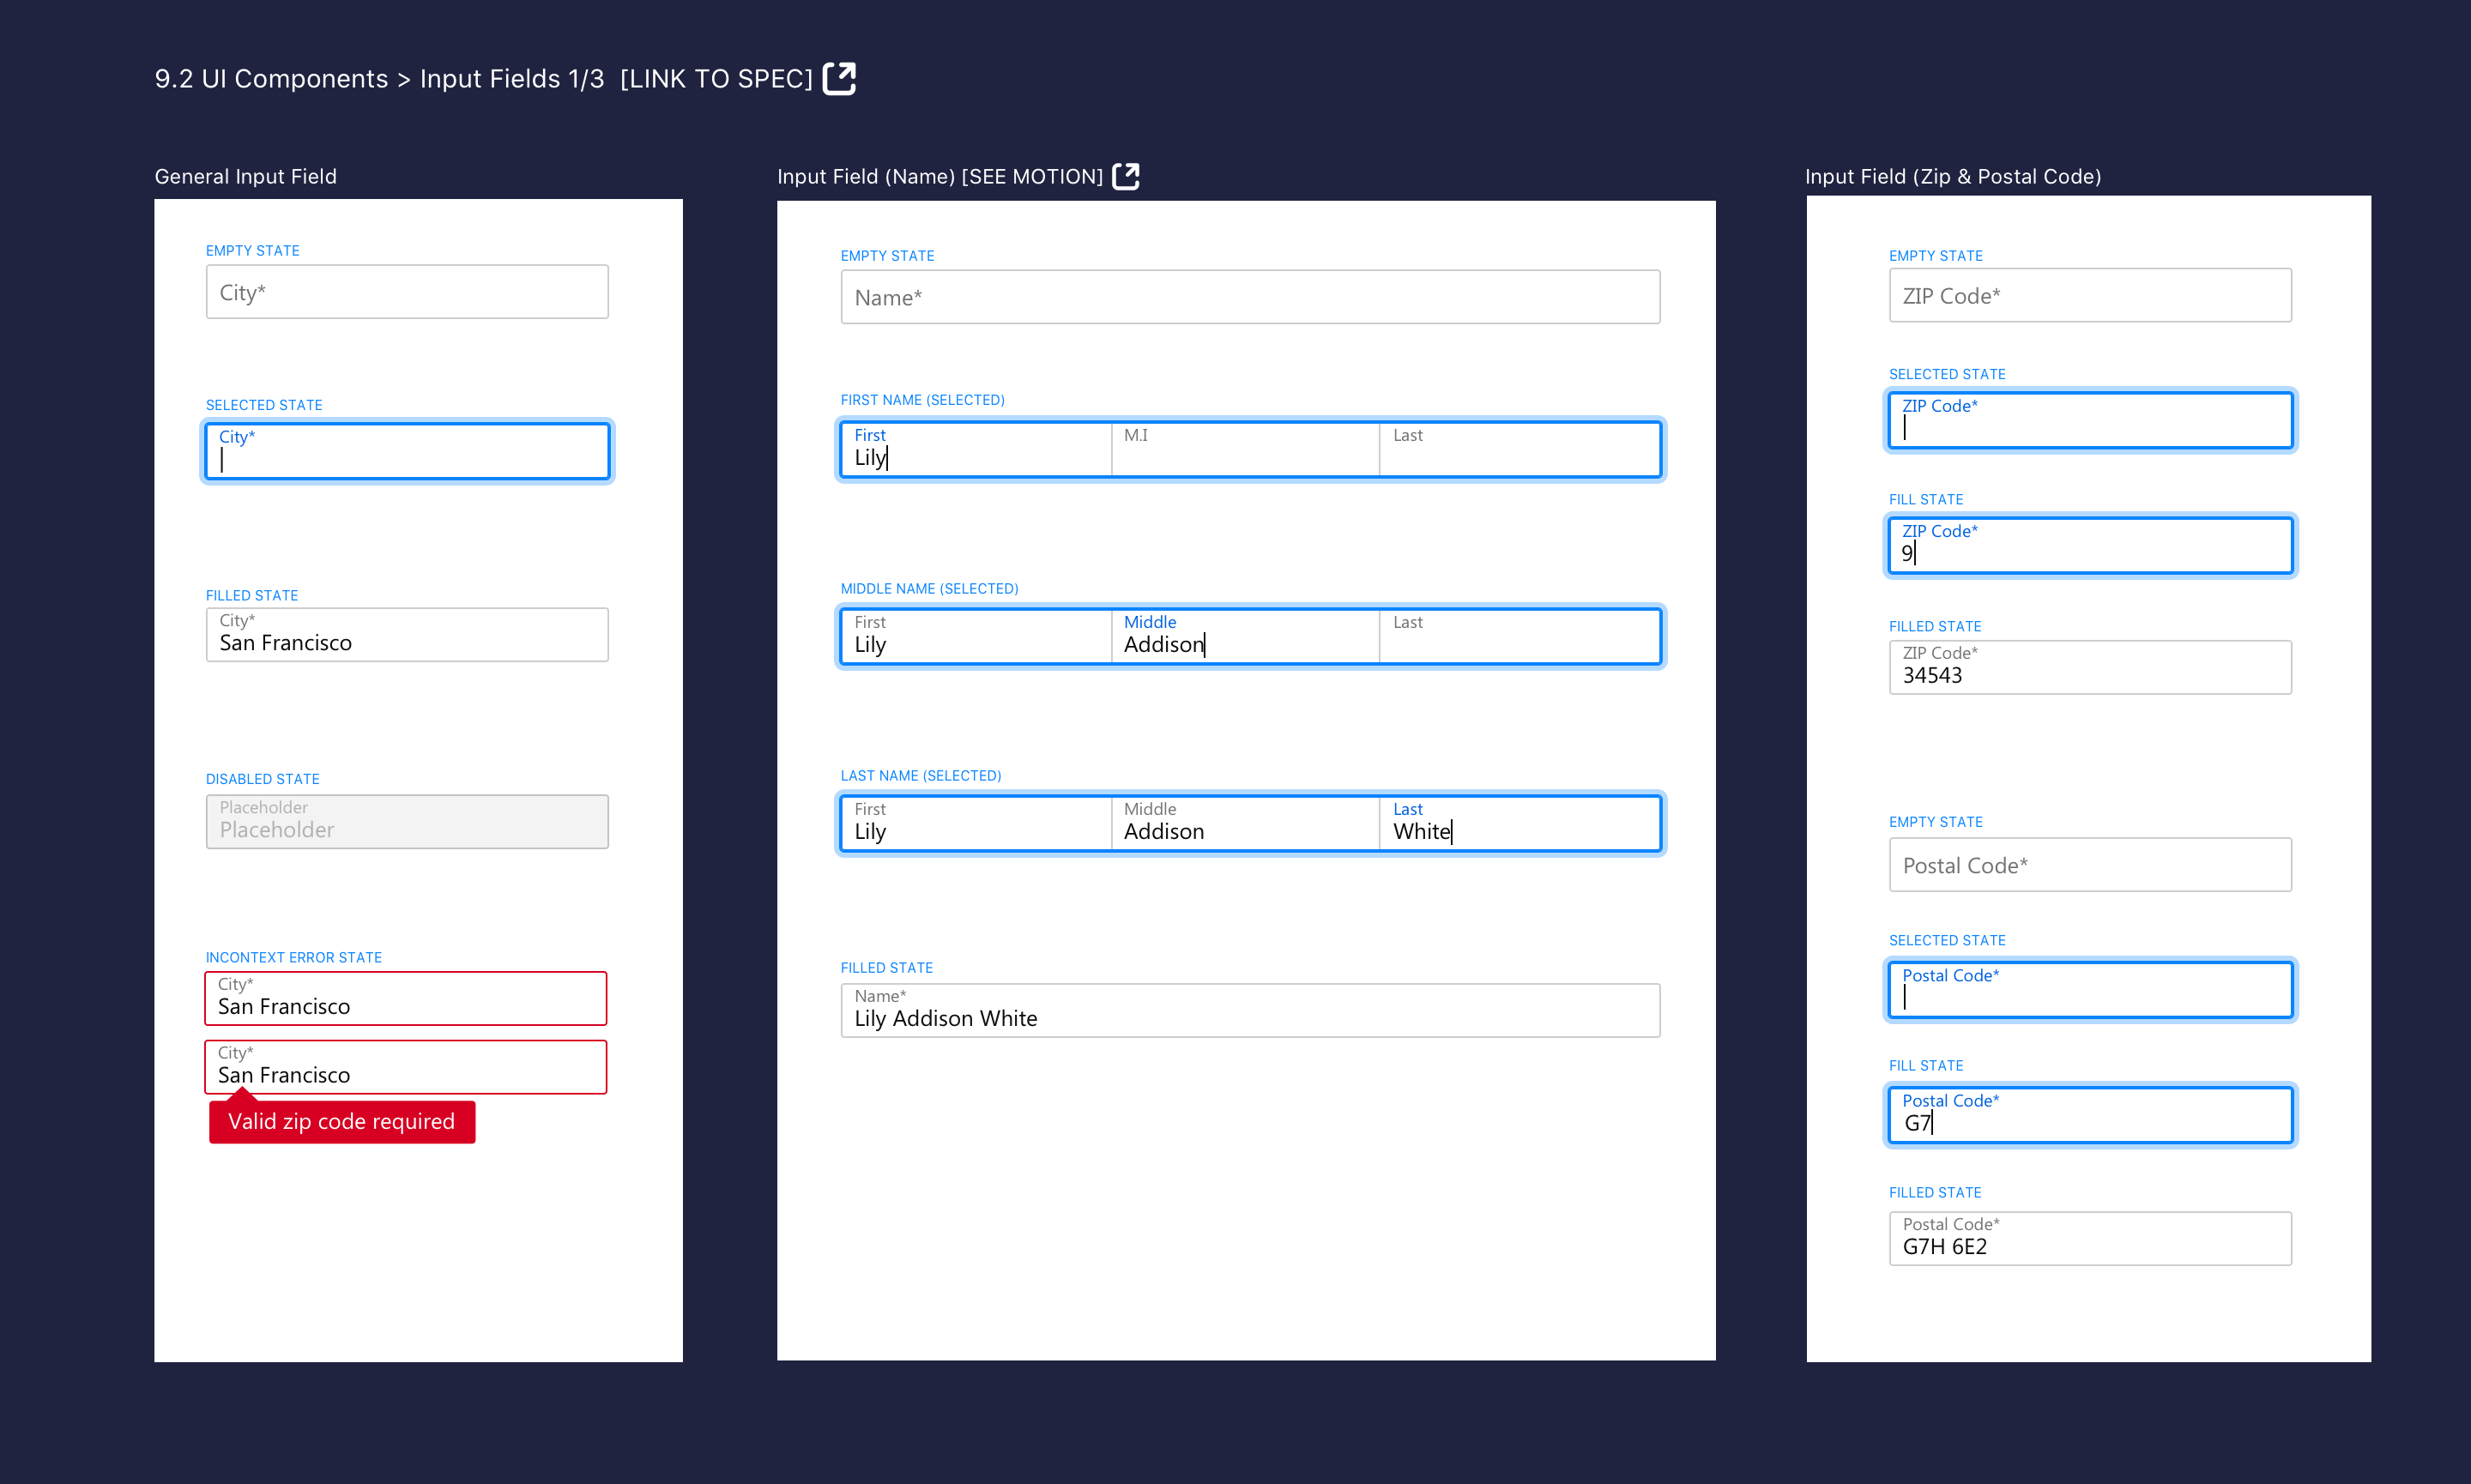 9.2 UI Components > Input Fields 1/3 [LINK TO SPEC]
General Input Field
EMPTY STATE
City*
SELECTED STATE
City*
FILLED STATE
City*
San Francisco
DISABLED STATE
Placeholder
Placeholder
INCONTEXT ERROR STATE
City*
San Francisco
City*
San Francisco
Valid zip code required
Input Field (Name) [SEE MOTION]
EMPTY STATE
Name*
FIRST NAME (SELECTED)
First M.I Last
Lily
MIDDLE NAME (SELECTED)
First Middle Last
Lily Addison
LAST NAME (SELECTED)
First Middle Last
Lily Addison White
FILLED STATE
Name*
Lily Addison White
Input Field (Zip & Postal Code)
EMPTY STATE
ZIP Code*
SELECTED STATE
ZIP Code*
FILL STATE
ZIP Code*
9
FILLED STATE
ZIP Code*
34543
EMPTY STATE
Postal Code*
SELECTED STATE
Postal Code*
FILL STATE
Postal Code*
G7
FILLED STATE
Postal Code*
G7H 6E2